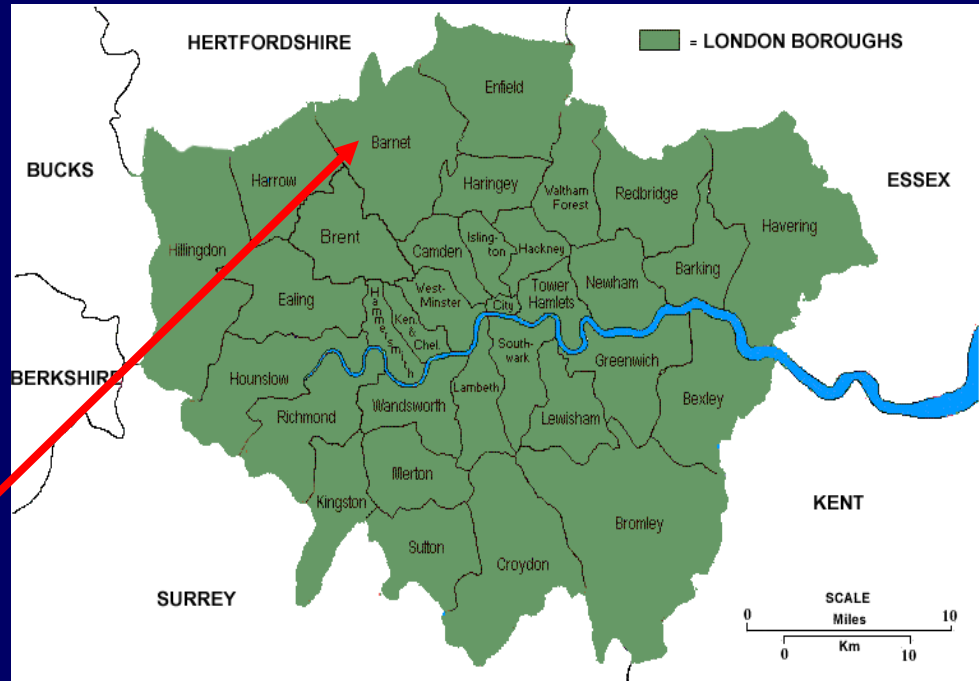 HERTFORDSHIRE
= LONDON BOROUGHS
Enfield
Barnet
BUCKS
Harrow
Haringey
Waltham
Forest
Redbridge
ESSEX
Havering
Hillingdon
Brent
Camden
Isling-
ton
Hackney
Barking
Newham
Ealing
West-
Minster
City
Tower
Hamlets
Hammersmith
Ken.
&
Chel.
South-
wark
Greenwich
BERKSHIRE
Hounslow
Richmond
Wandsworth
Lambeth
Lewisham
Bexley
Merton
Kingston
KENT
Bromley
Sutton
Croydon
SURREY
SCALE
0 Miles 10
Km
0 10